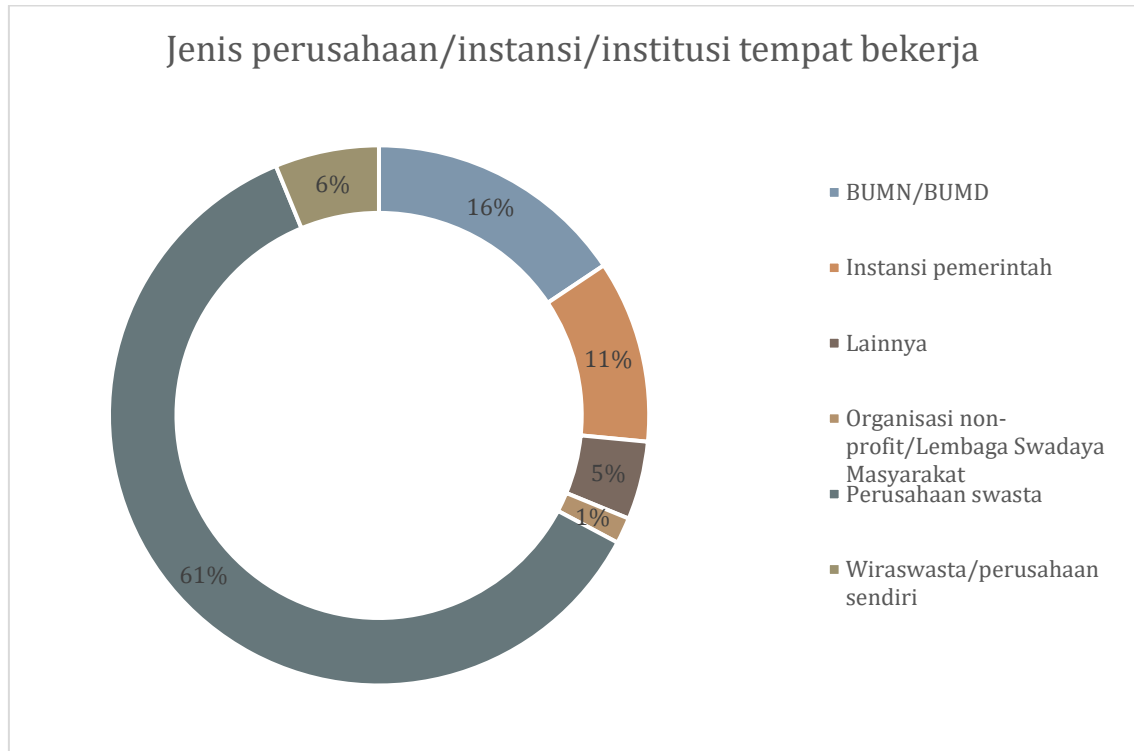 Jenis perusahaan/instansi/institusi tempat bekerja
6%
16%
11%
5%
1%
61%
BUMN/BUMD
Instansi pemerintah
Lainnya
Organisasi non-
profit/Lembaga Swadaya
Masyarakat
Perusahaan swasta
Wiraswasta/perusahaan
sendiri